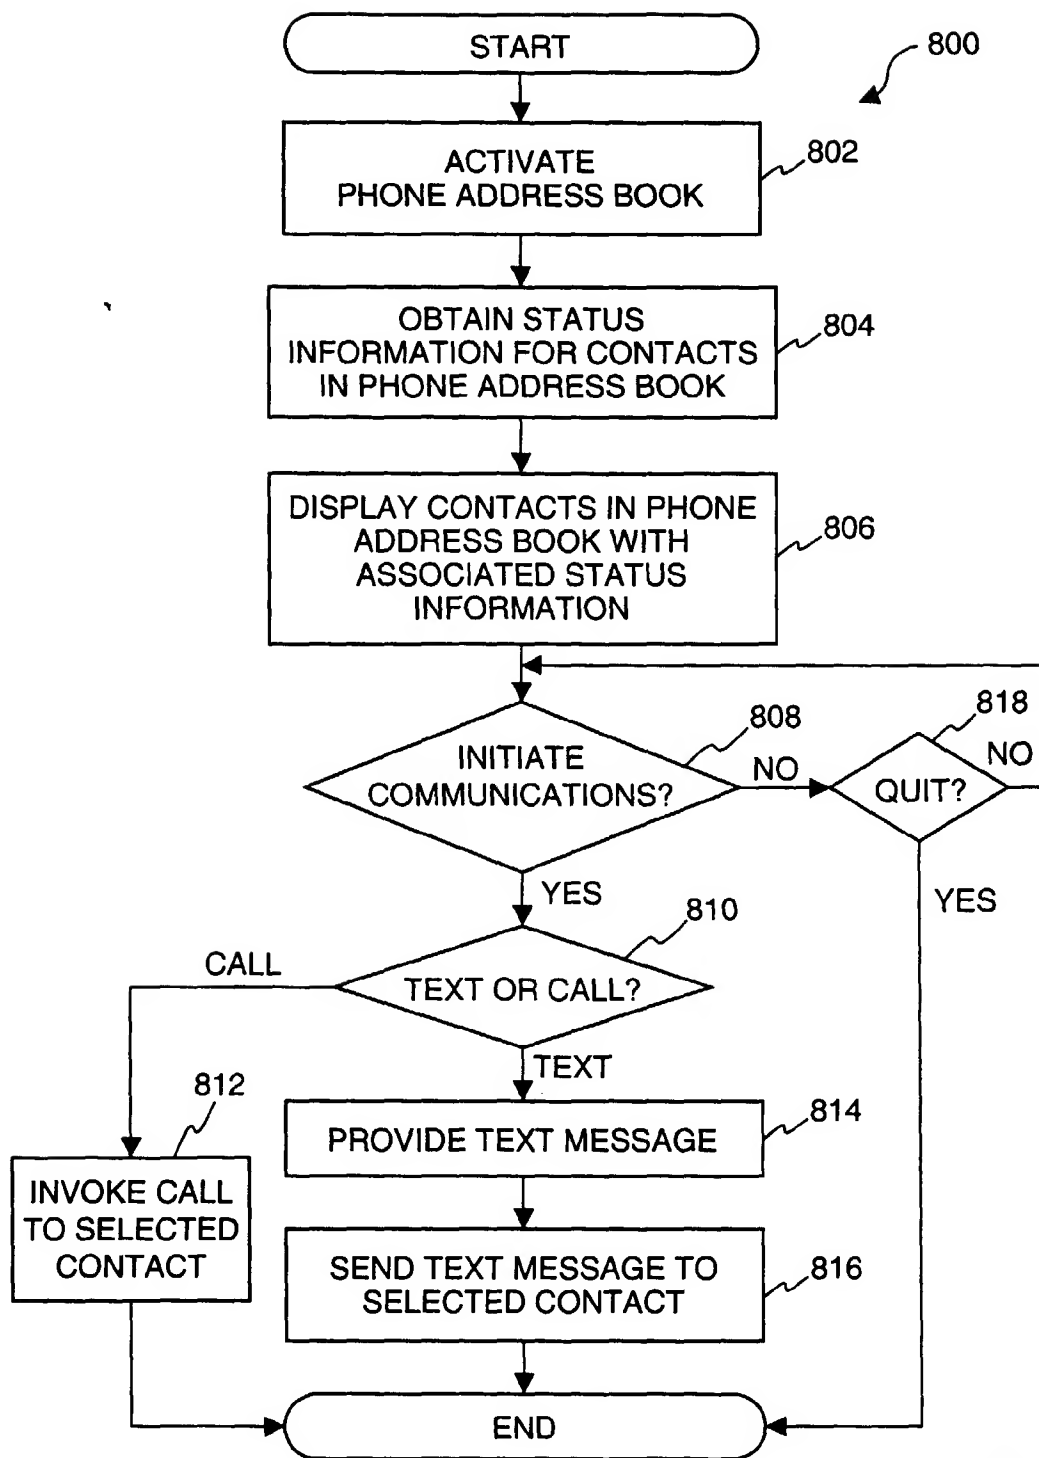 START
800
ACTIVATE
PHONE ADDRESS BOOK
802
OBTAIN STATUS
INFORMATION FOR CONTACTS
IN PHONE ADDRESS BOOK
804
DISPLAY CONTACTS IN PHONE
ADDRESS BOOK WITH
ASSOCIATED STATUS
INFORMATION
806
INITIATE
COMMUNICATIONS?
808
NO
QUIT?
818
NO
YES
YES
TEXT OR CALL?
810
CALL
TEXT
812
INVOKE CALL
TO SELECTED
CONTACT
PROVIDE TEXT MESSAGE
814
SEND TEXT MESSAGE TO
SELECTED CONTACT
816
END